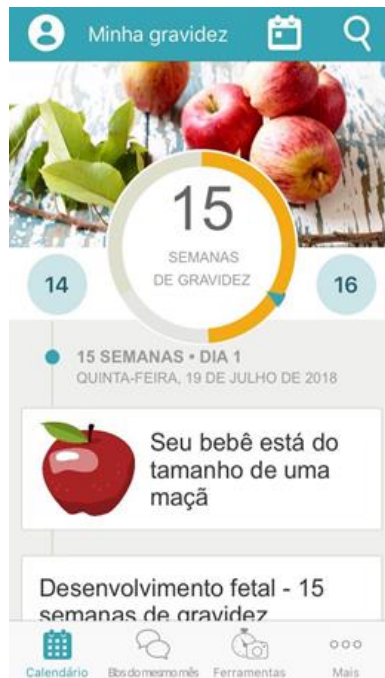 Minha gravidez
15
SEMANAS
DE GRAVIDEZ
14
16
15 SEMANAS • DIA 1
QUINTA-FEIRA, 19 DE JULHO DE 2018
Seu bebê está do
tamanho de uma
maçã
Desenvolvimento fetal - 15
semanas de gravidez
Calendário
Bbs do mesmo mês
Ferramentas
Mais